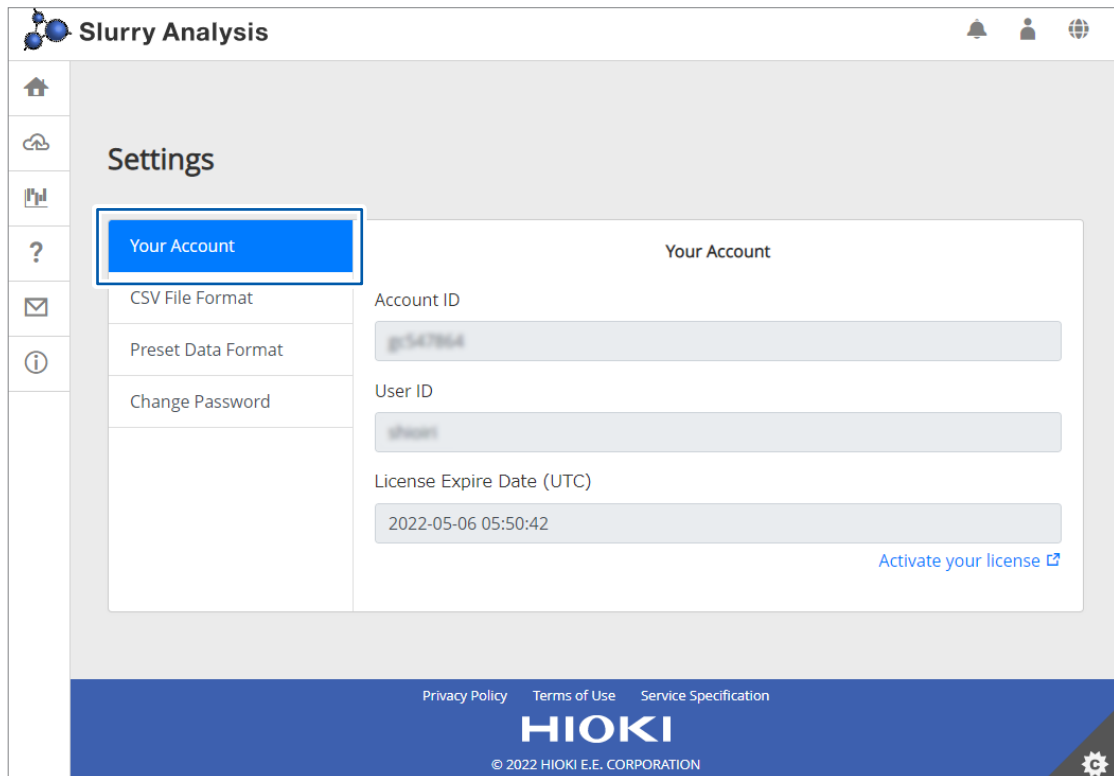 Slurry Analysis
Settings
Your Account
CSV File Format
Preset Data Format
Change Password
Your Account
Account ID
User ID
License Expire Date (UTC)
2022-05-06 05:50:42
Activate your license
Privacy Policy Terms of Use Service Specification
HIOKI
© 2022 HIOKI E.E. CORPORATION